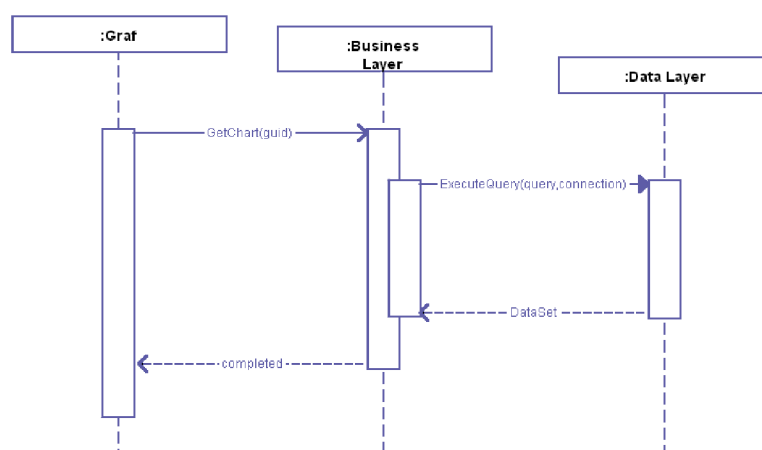 :Graf
:Business
Layer
:Data Layer
GetChart(guid)
ExecuteQuery(query,connection)
DataSet
completed